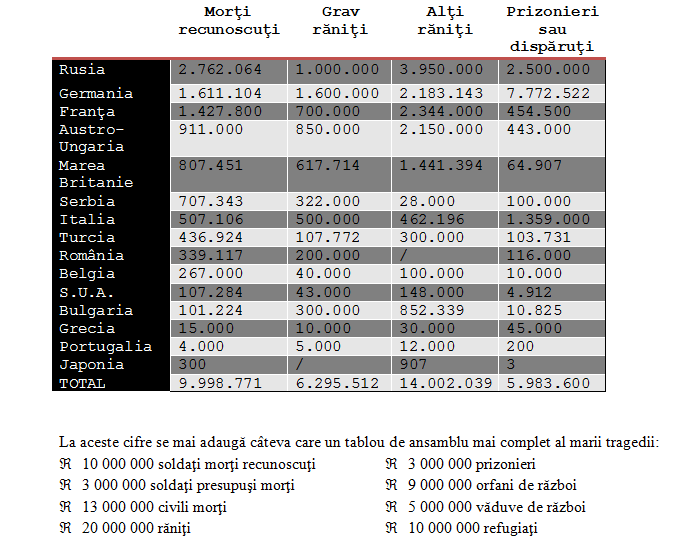 Morţi recunoscuţi Grav răniţi Alţi răniţi Prizonieri sau dispăruţi
Rusia 2.762.064 1.000.000 3.950.000 2.500.000
Germania 1.611.104 1.600.000 2.183.143 7.772.522
Franţa 1.427.800 700.000 2.344.000 454.500
Austro-Ungaria 911.000 850.000 2.150.000 443.000
Marea Britanie 807.451 617.714 1.441.394 64.907
Serbia 707.343 322.000 28.000 100.000
Italia 507.106 500.000 462.196 1.359.000
Turcia 436.924 107.772 300.000 103.731
România 339.117 200.000 / 116.000
Belgia 267.000 40.000 100.000 10.000
S.U.A. 107.284 43.000 148.000 4.912
Bulgaria 101.224 300.000 852.339 10.825
Grecia 15.000 10.000 30.000 45.000
Portugalia 4.000 5.000 12.000 200
Japonia 300 / 907 3
TOTAL 9.998.771 6.295.512 14.002.039 5.983.600
La aceste cifre se mai adaugă câteva care un tablou de ansamblu mai complet al marii tragedii:
ℜ 10 000 000 soldaţi morţi recunoscuţi
ℜ 3 000 000 soldaţi presupuşi morţi
ℜ 13 000 000 civili morţi
ℜ 20 000 000 răniţi
ℜ 3 000 000 prizonieri
ℜ 9 000 000 orfani de război
ℜ 5 000 000 văduve de război
ℜ 10 000 000 refugiaţi